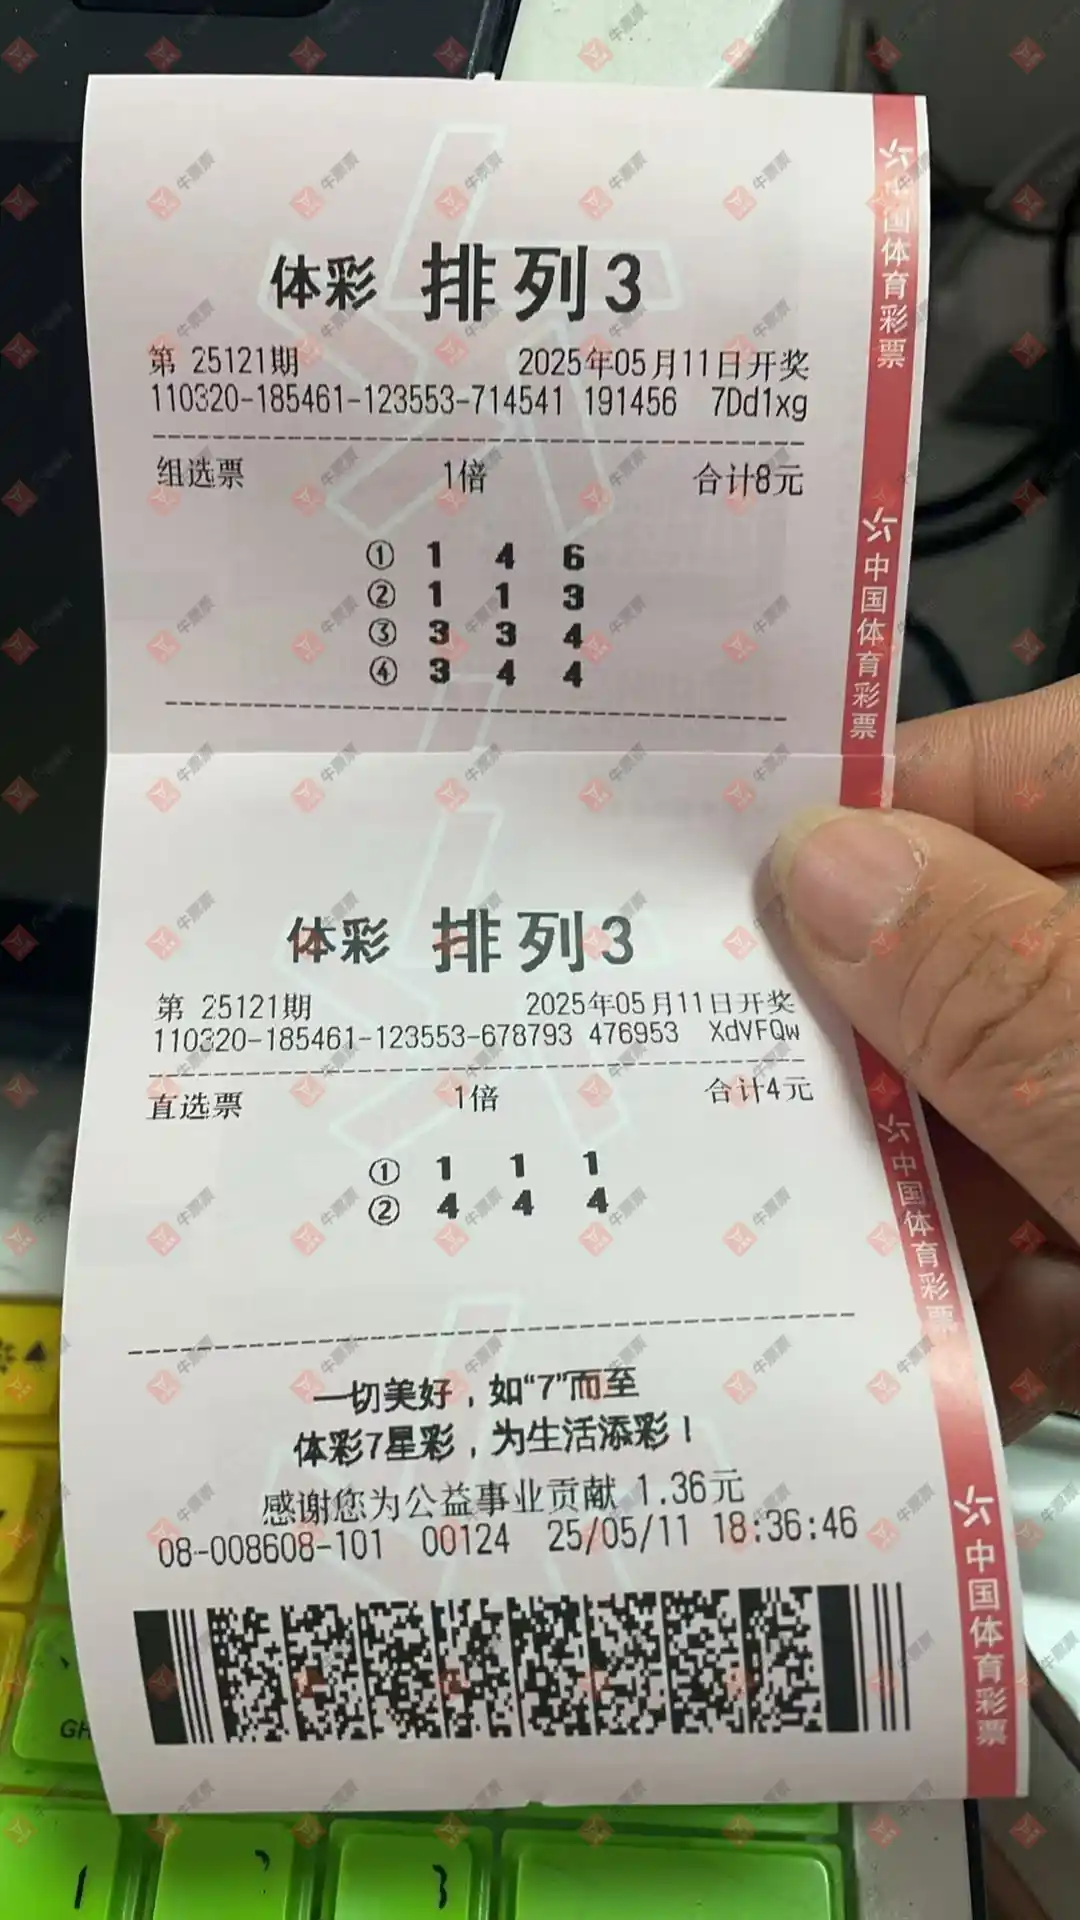 体彩 排列3
第 25121期 2025年05月11日开奖
110320-185461-123553-714541 191456 7Dd1xg
组选票 1倍 合计8元
① 1 4 6
② 1 1 3
③ 3 3 4
④ 3 4 4
体彩 排列3
第 25121期 2025年05月11日开奖
110320-185461-123553-678793 476953 XdVFQw
直选票 1倍 合计4元
① 1 1 1
② 4 4 4
一切美好，如“7”而至
体彩7星彩，为生活添彩！
感谢您为公益事业贡献 1.36元
08-008608-101 00124 25/05/11 18:36:46
中国体育彩票
中国体育彩票
中国体育彩票
中国体育彩票
牛票票
GH
1
3